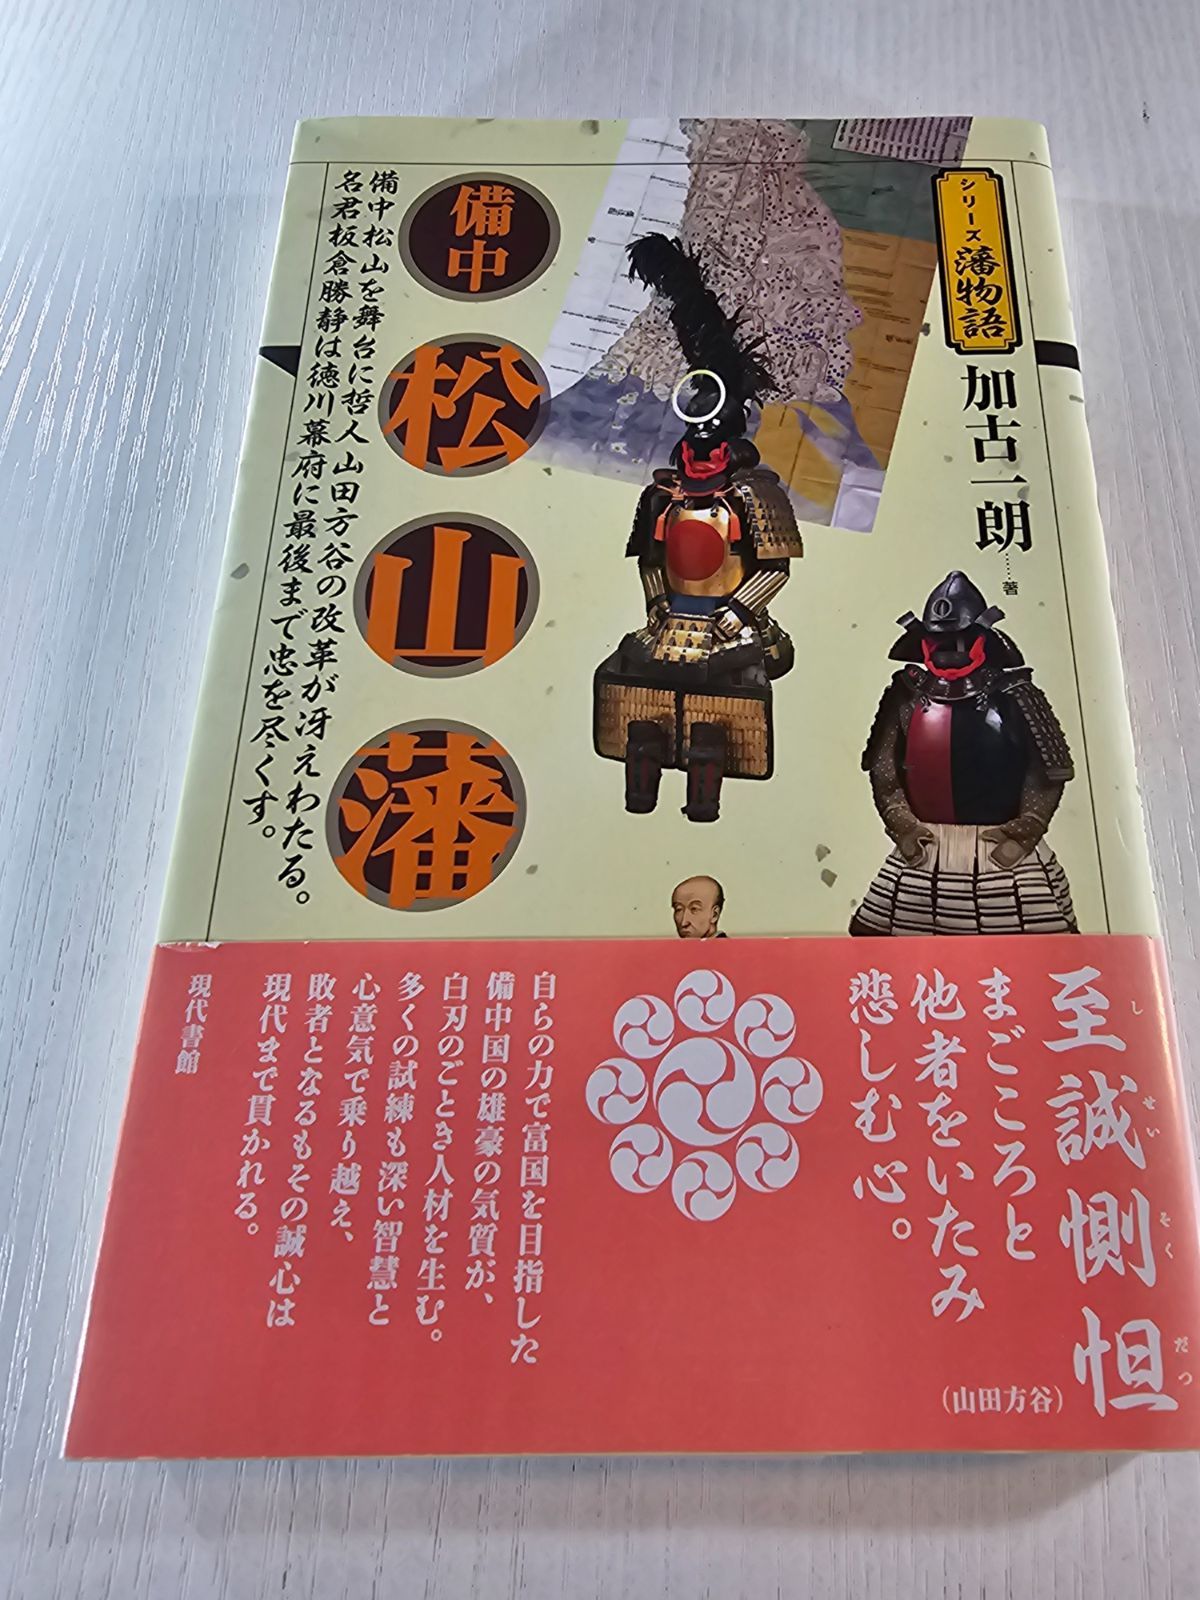 シリーズ
藩物語
加古一朗……著
備中
松山藩
備中松山を舞台に哲人山田方谷の改革が冴えわたる。
名君板倉勝静は徳川幕府に最後まで忠を尽くす。
至誠惻怛
しせいそくだつ
まごころと
他者をいたみ
悲しむ心。
（山田方谷）
自らの力で富国を目指した
備中国の雄豪の気質が、
白刃のごとき人材を生む。
多くの試練も深い智慧と
心意気で乗り越え、
敗者となるもその誠心は
現代まで貫かれる。
現代書館